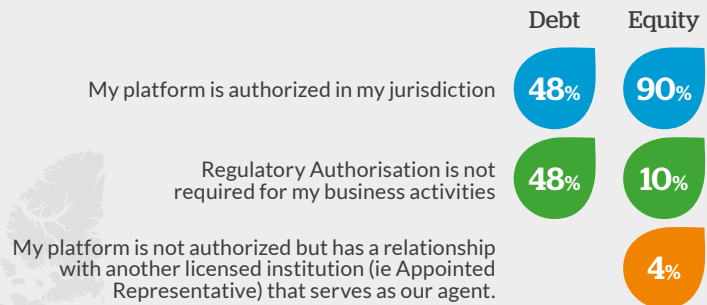 Debt Equity
My platform is authorized in my jurisdiction 48% 90%
Regulatory Authorisation is not
required for my business activities 48% 10%
My platform is not authorized but has a relationship
with another licensed institution (ie Appointed
Representative) that serves as our agent. 4%